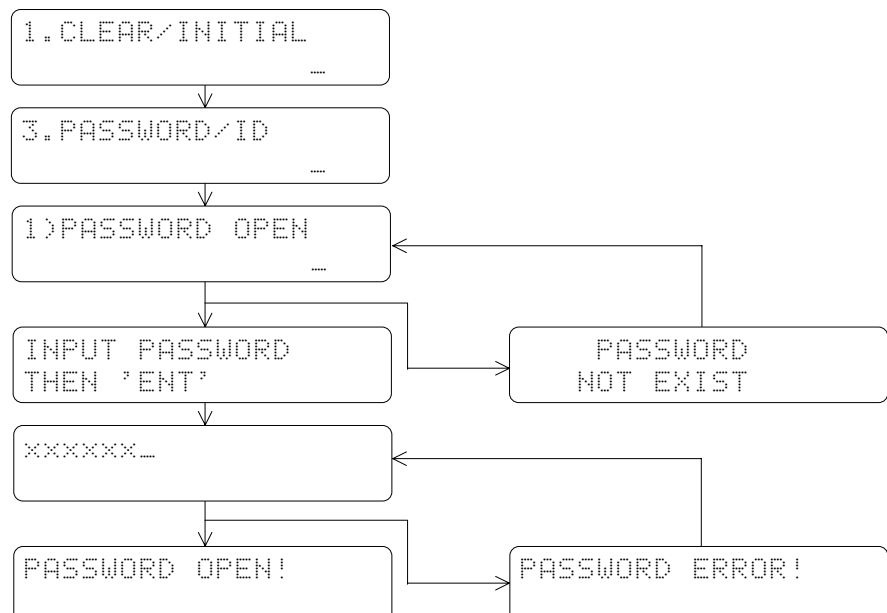 1.CLEAR/INITIAL
_
3.PASSWORD/ID
_
1)PASSWORD OPEN
_
INPUT PASSWORD
THEN 'ENT'
PASSWORD
NOT EXIST
xxxxxx_
PASSWORD OPEN!
PASSWORD ERROR!